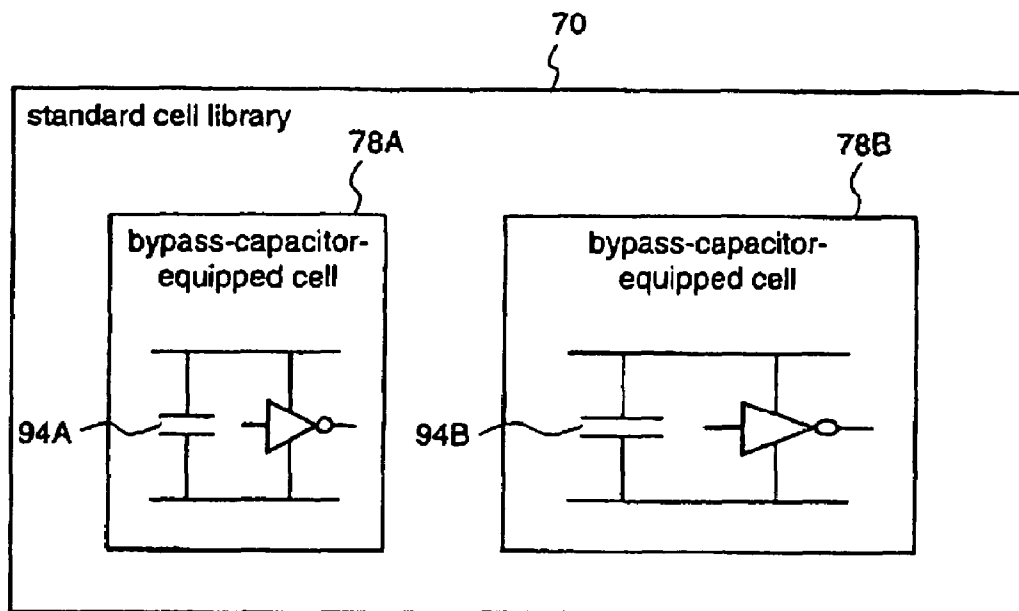 70
standard cell library
78A
78B
bypass-capacitor-
equipped cell
bypass-capacitor-
equipped cell
94A
94B